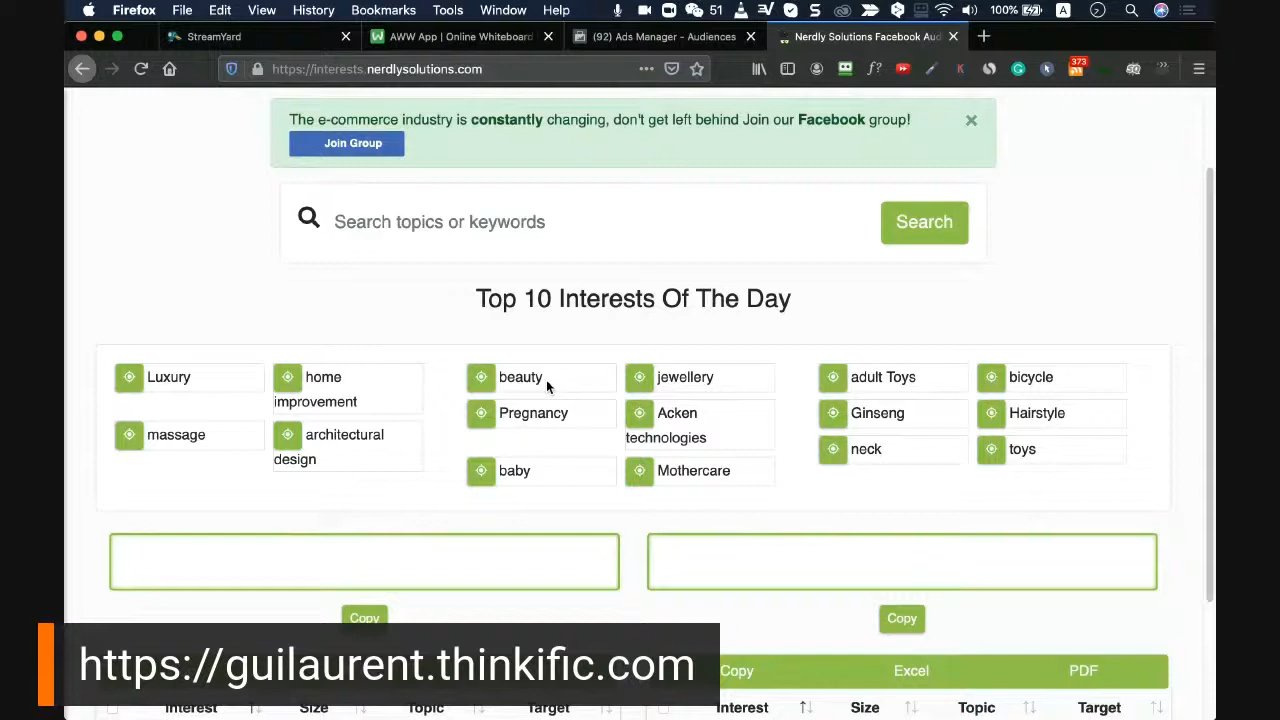 Firefox File Edit View History Bookmarks Tools Window Help 51 100% A
StreamYard
AWW App | Online Whiteboard
(92) Ads Manager - Audiences
Nerdly Solutions Facebook Aud
https://interests.nerdlysolutions.com
373
The e-commerce industry is constantly changing, don't get left behind Join our Facebook group!
Join Group
Search topics or keywords
Search
Top 10 Interests Of The Day
Luxury
home
improvement
massage
architectural
design
beauty
jewellery
Pregnancy
Acken
technologies
baby
Mothercare
adult Toys
bicycle
Ginseng
Hairstyle
neck
toys
Copy
Copy
https://guilaurent.thinkific.com
Copy Excel PDF
Interest Size Topic Target
Interest Size Topic Target